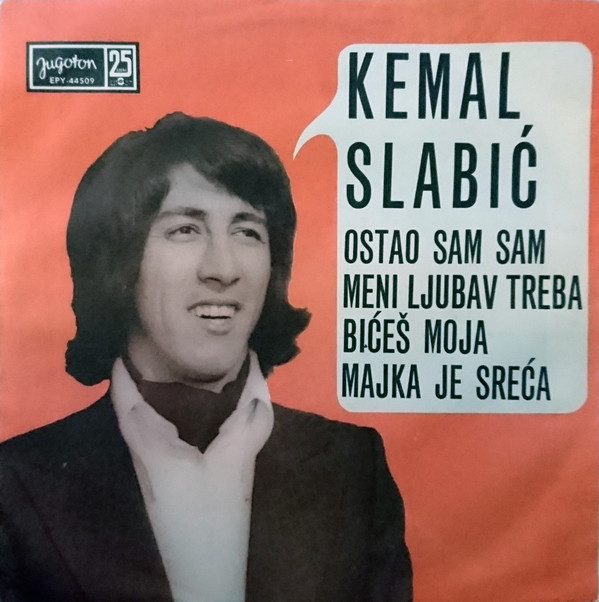 Jugoton
25
EPY-44509
KEMAL
SLABIĆ
OSTAO SAM SAM
MENI LJUBAV TREBA
BIĆEŠ MOJA
MAJKA JE SREĆA